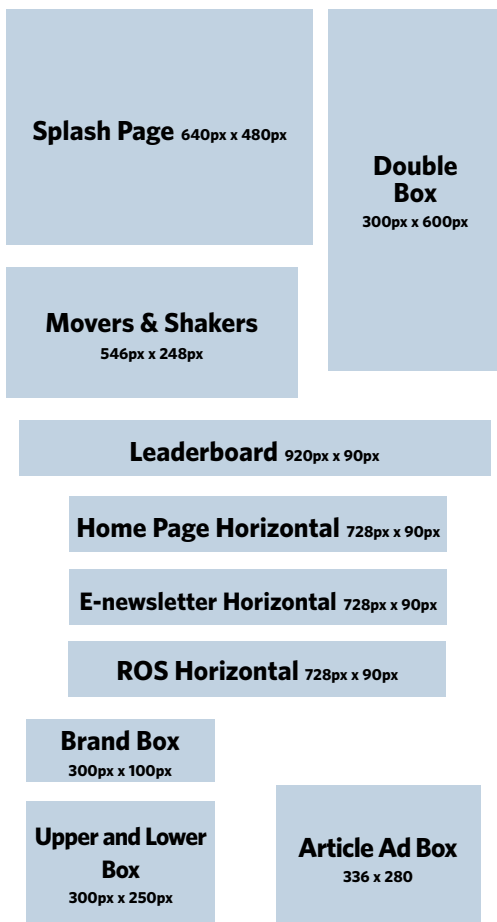 Splash Page 640px x 480px
Double
Box
300px x 600px
Movers & Shakers
546px x 248px
Leaderboard 920px x 90px
Home Page Horizontal 728px x 90px
E-newsletter Horizontal 728px x 90px
ROS Horizontal 728px x 90px
Brand Box
300px x 100px
Upper and Lower
Box
300px x 250px
Article Ad Box
336 x 280